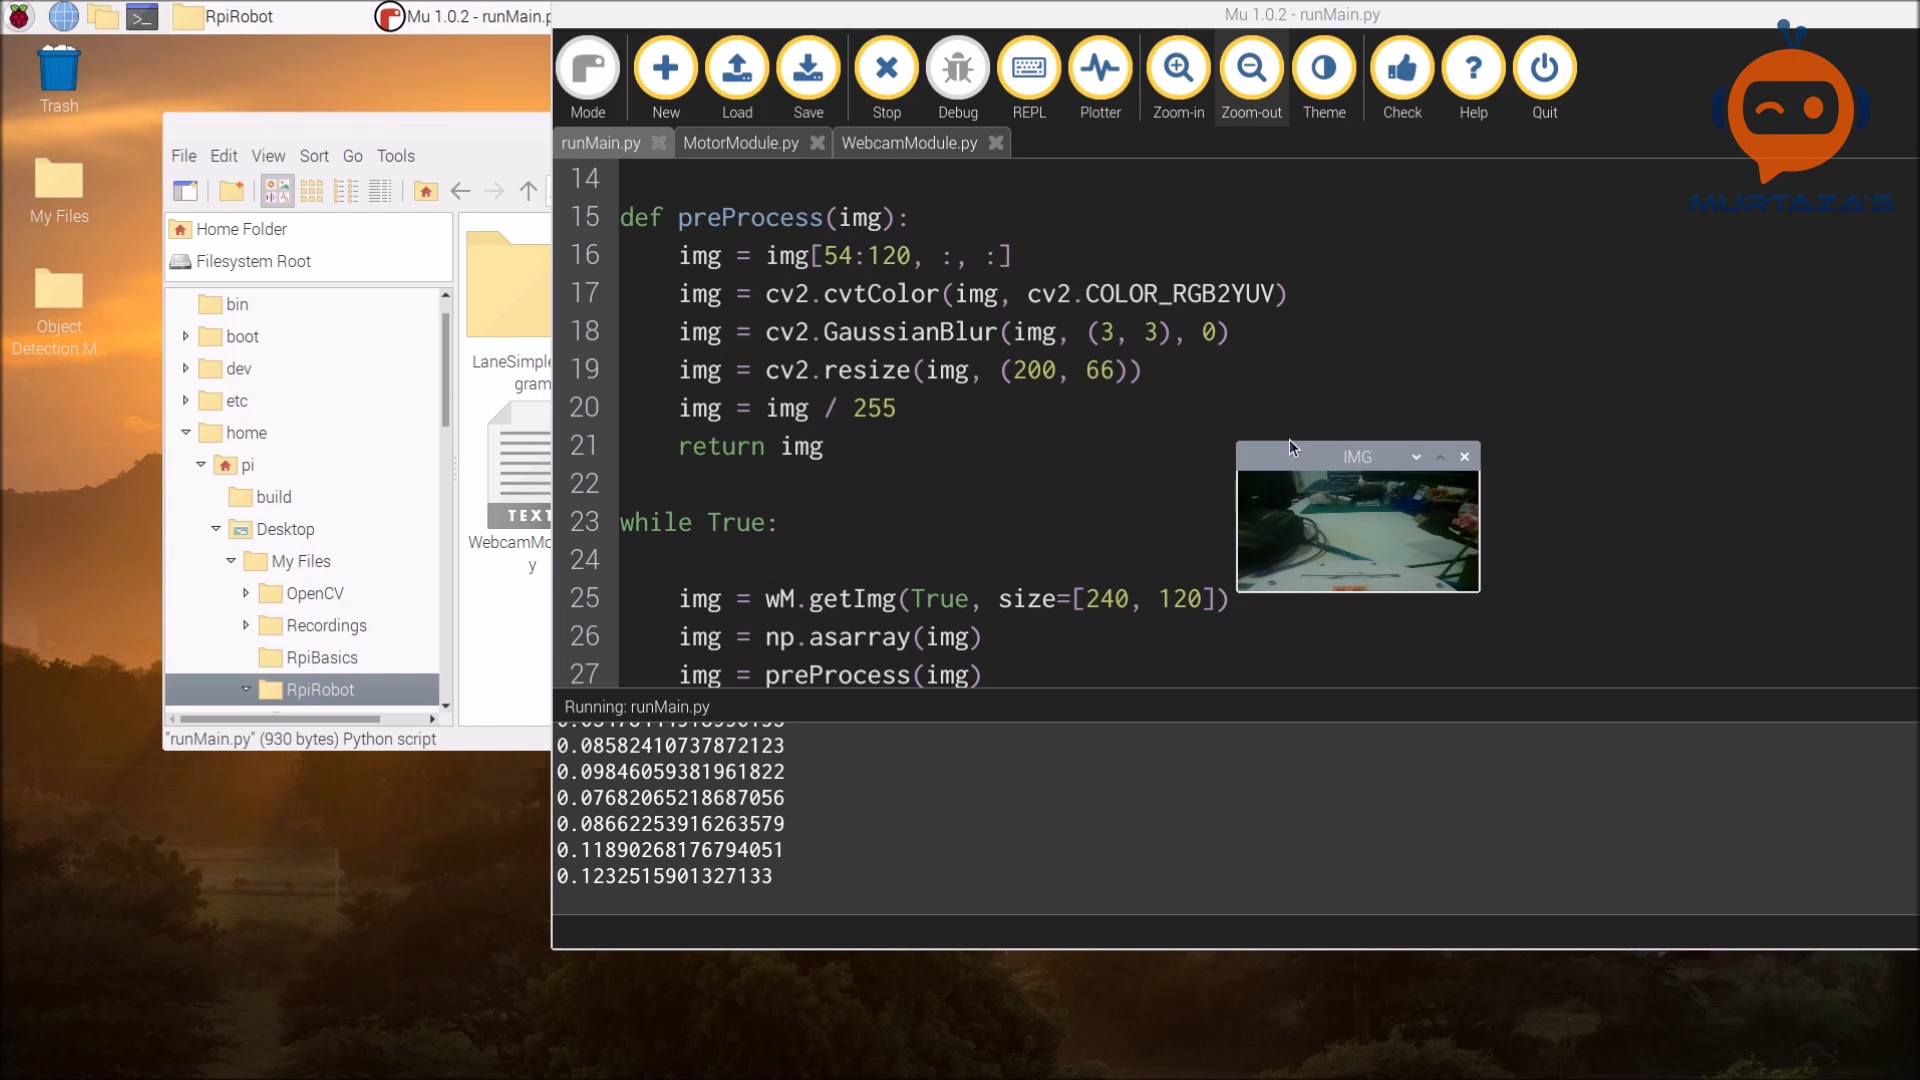 RpiRobot
Mu 1.0.2 - runMain.p
Mu 1.0.2 - runMain.py
Trash
My Files
Object
Detection M...
File Edit View Sort Go Tools
Home Folder
Filesystem Root
bin
boot
dev
etc
home
pi
build
Desktop
My Files
OpenCV
Recordings
RpiBasics
RpiRobot
"runMain.py" (930 bytes) Python script
LaneSimple
gram
TEXT
WebcamMo
y
Mode New Load Save Stop Debug REPL Plotter Zoom-in Zoom-out Theme Check Help Quit
runMain.py MotorModule.py WebcamModule.py
14
15 def preProcess(img):
16 img = img[54:120, :, :]
17 img = cv2.cvtColor(img, cv2.COLOR_RGB2YUV)
18 img = cv2.GaussianBlur(img, (3, 3), 0)
19 img = cv2.resize(img, (200, 66))
20 img = img / 255
21 return img
22
23 while True:
24
25 img = wM.getImg(True, size=[240, 120])
26 img = np.asarray(img)
27 img = preProcess(img)
IMG
Running: runMain.py
0.08582410737872123
0.09846059381961822
0.07682065218687056
0.08662253916263579
0.11890268176794051
0.1232515901327133
MURTAZA'S